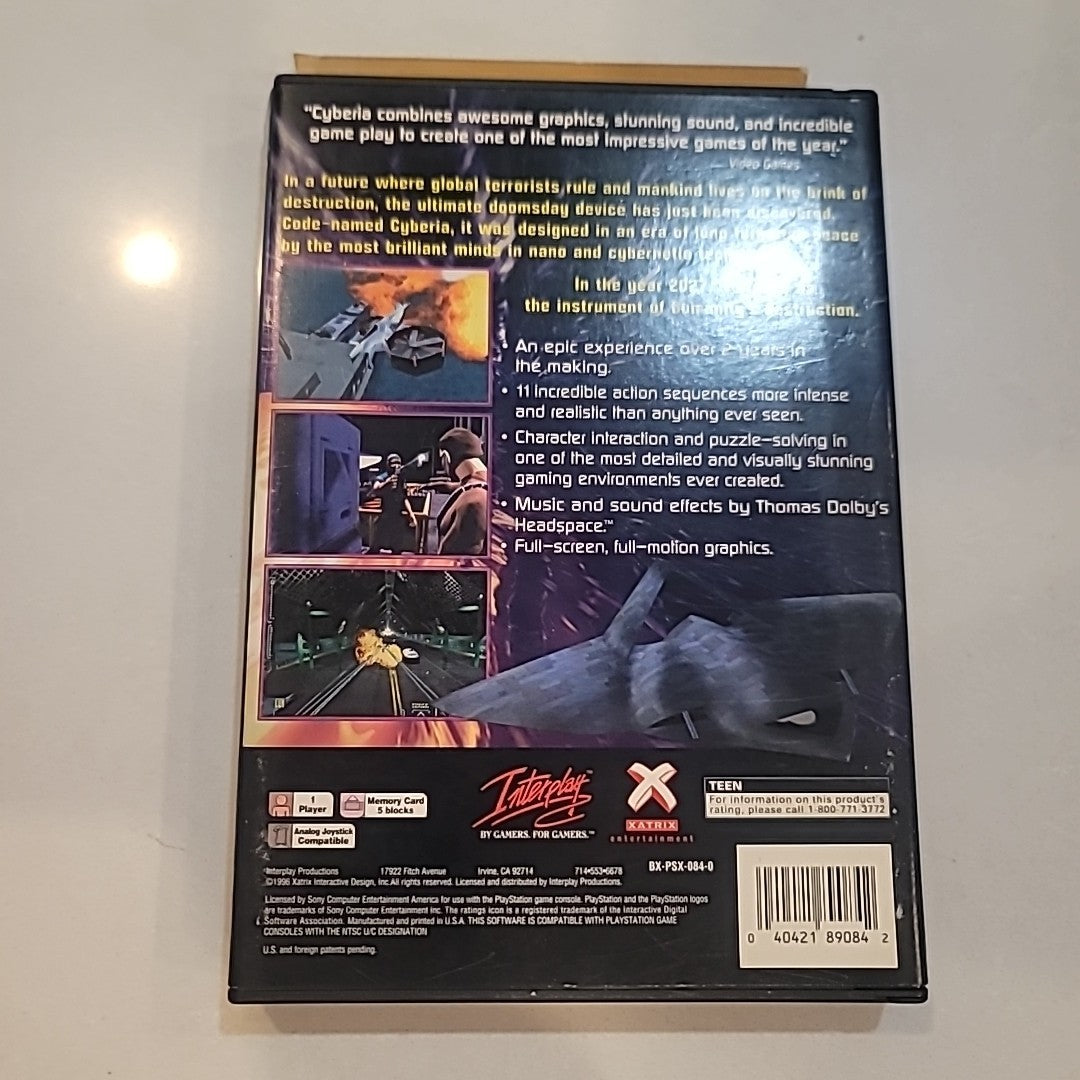 "Cyberia combines awesome graphics, stunning sound, and incredible
game play to create one of the most impressive games of the year."
Video Games
In a future where global terrorists rule and mankind lives on the brink of
destruction, the ultimate doomsday device has just been discovered.
Code-named Cyberia, it was designed in an era of long peace
by the most brilliant minds in nano and cybernetic
In the year
the instrument of destruction.
• An epic experience over 2 years in
the making.
• 11 incredible action sequences more intense
and realistic than anything ever seen.
• Character interaction and puzzle-solving in
one of the most detailed and visually stunning
gaming environments ever created.
• Music and sound effects by Thomas Dolby's
Headspace.™
• Full-screen, full-motion graphics.
1
Player
Memory Card
5 blocks
Analog Joystick
Compatible
Interplay™
BY GAMERS. FOR GAMERS.™
XATRIX
entertainment
TEEN
For information on this product's
rating, please call 1-800-771-3772
Interplay Productions 17922 Fitch Avenue Irvine, CA 92714 714•553•6678
©1996 Xatrix Interactive Design, Inc. All rights reserved. Licensed and distributed by Interplay Productions.
BX-PSX-084-0
Licensed by Sony Computer Entertainment America for use with the PlayStation game console. PlayStation and the PlayStation logos
are trademarks of Sony Computer Entertainment Inc. The ratings icon is a registered trademark of the Interactive Digital
Software Association. Manufactured and printed in U.S.A. THIS SOFTWARE IS COMPATIBLE WITH PLAYSTATION GAME
CONSOLES WITH THE NTSC U/C DESIGNATION
U.S. and foreign patents pending.
0 40421 89084 2